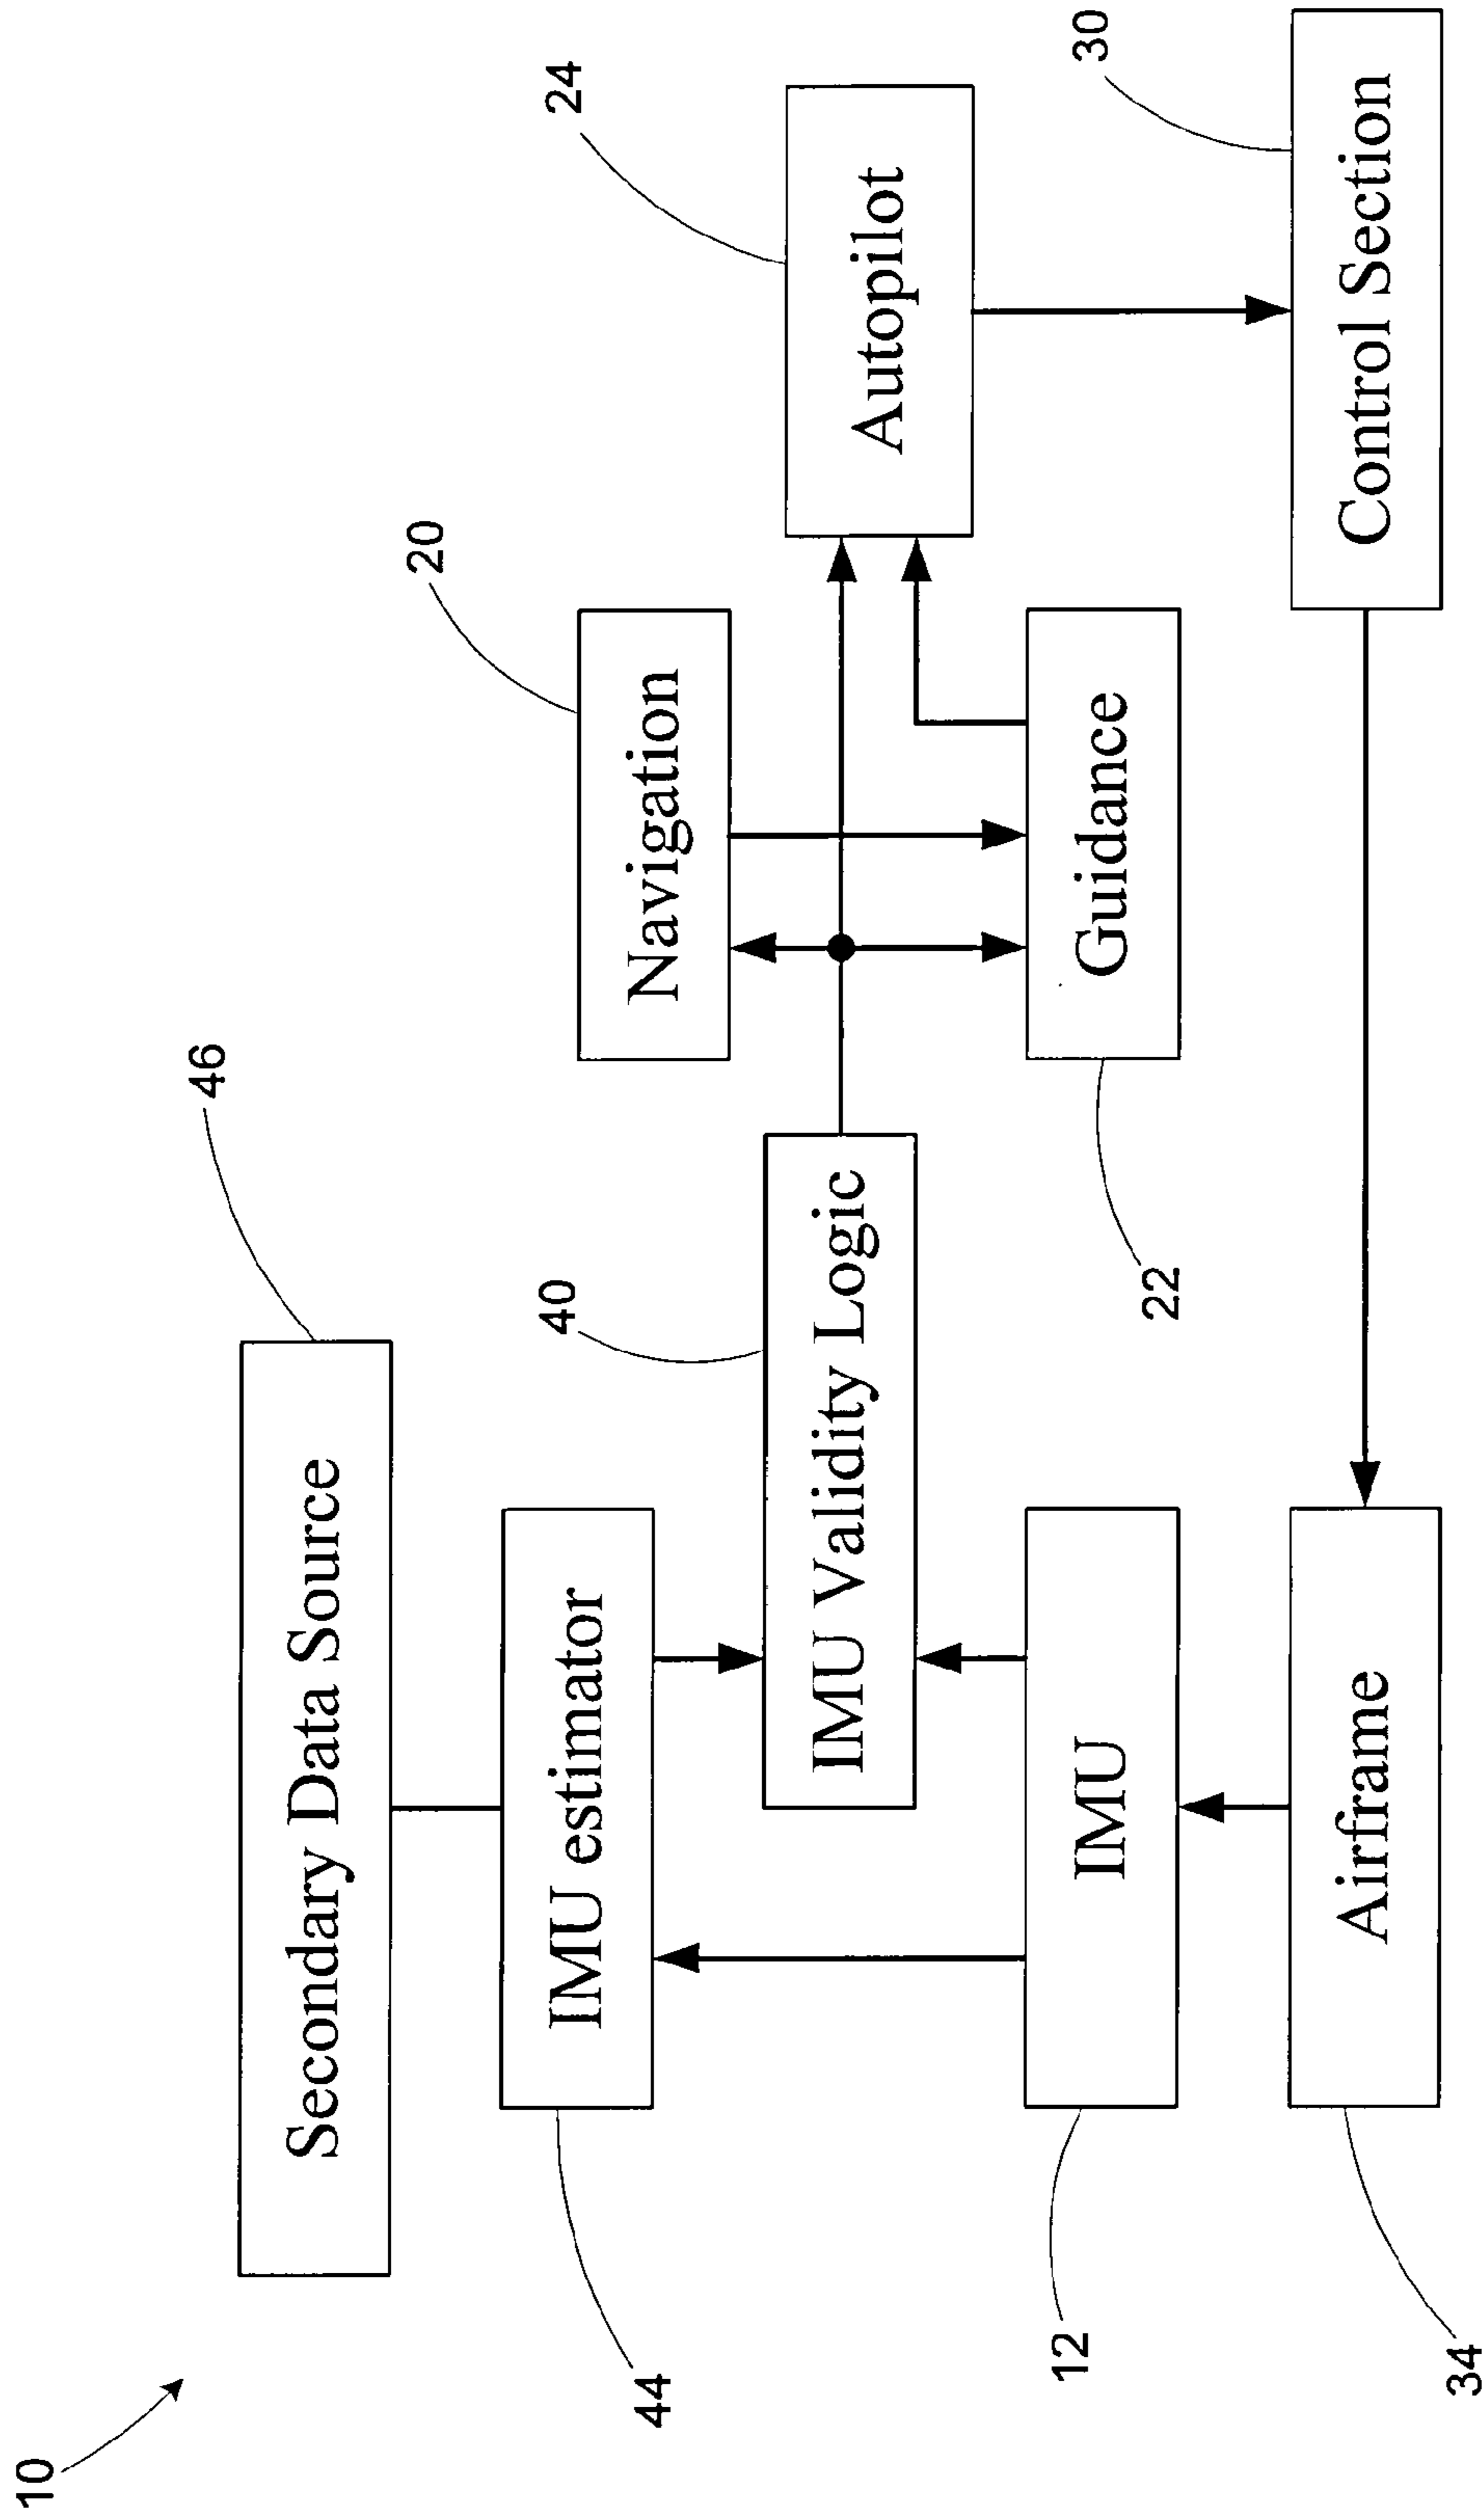 10
46
Secondary Data Source
44
IMU estimator
40
IMU Validity Logic
20
Navigation
24
Autopilot
12
IMU
22
Guidance
34
Airframe
30
Control Section